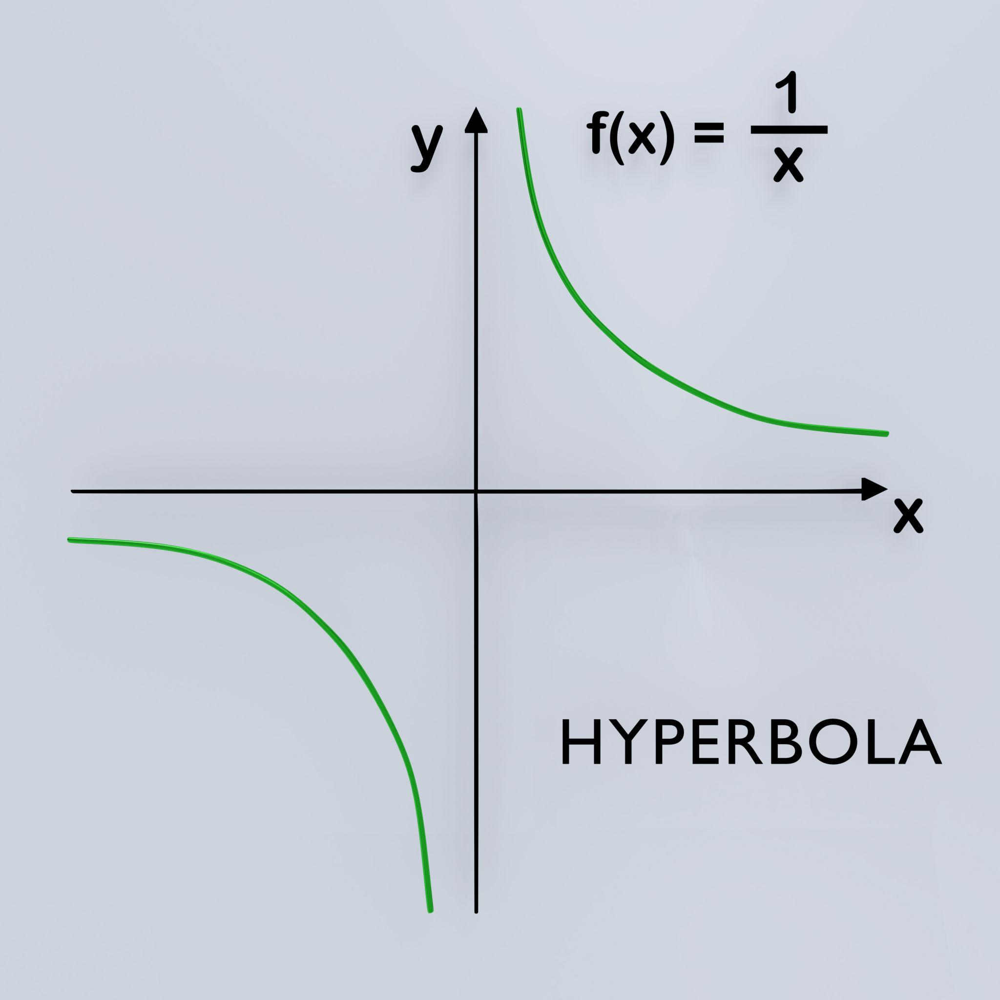 y
f(x) = 1/x
x
HYPERBOLA